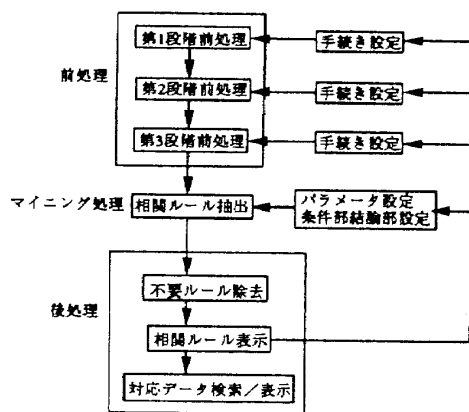 第1段階前処理
手続き設定
前処理
第2段階前処理
手続き設定
第3段階前処理
手続き設定
マイニング処理
相関ルール抽出
パラメータ設定
条件部結論部設定
後処理
不要ルール除去
相関ルール表示
対応データ検索／表示